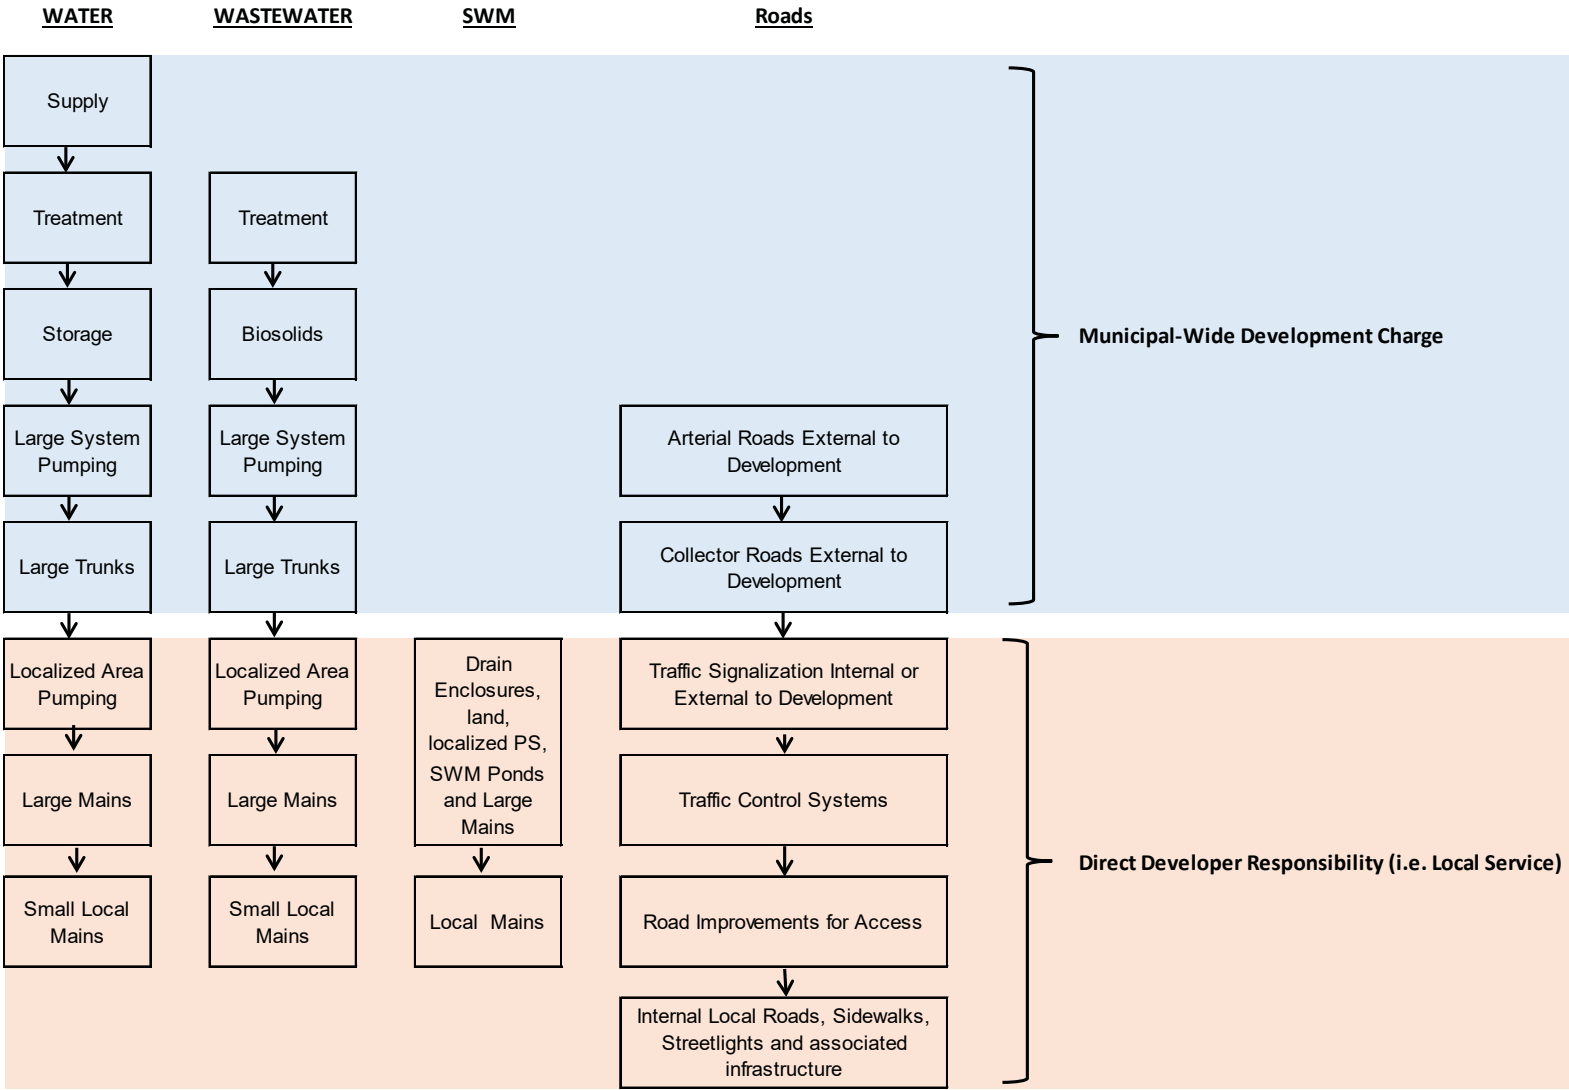 WATER
WASTEWATER
SWM
Roads
Supply
Treatment
Treatment
Storage
Biosolids
Municipal-Wide Development Charge
Large System
Pumping
Large System
Pumping
Arterial Roads External to
Development
Large Trunks
Large Trunks
Collector Roads External to
Development
Localized Area
Pumping
Localized Area
Pumping
Drain
Enclosures,
land,
localized PS,
SWM Ponds
and Large
Mains
Traffic Signalization Internal or
External to Development
Large Mains
Large Mains
Traffic Control Systems
Direct Developer Responsibility (i.e. Local Service)
Small Local
Mains
Small Local
Mains
Local  Mains
Road Improvements for Access
Internal Local Roads, Sidewalks,
Streetlights and associated
infrastructure